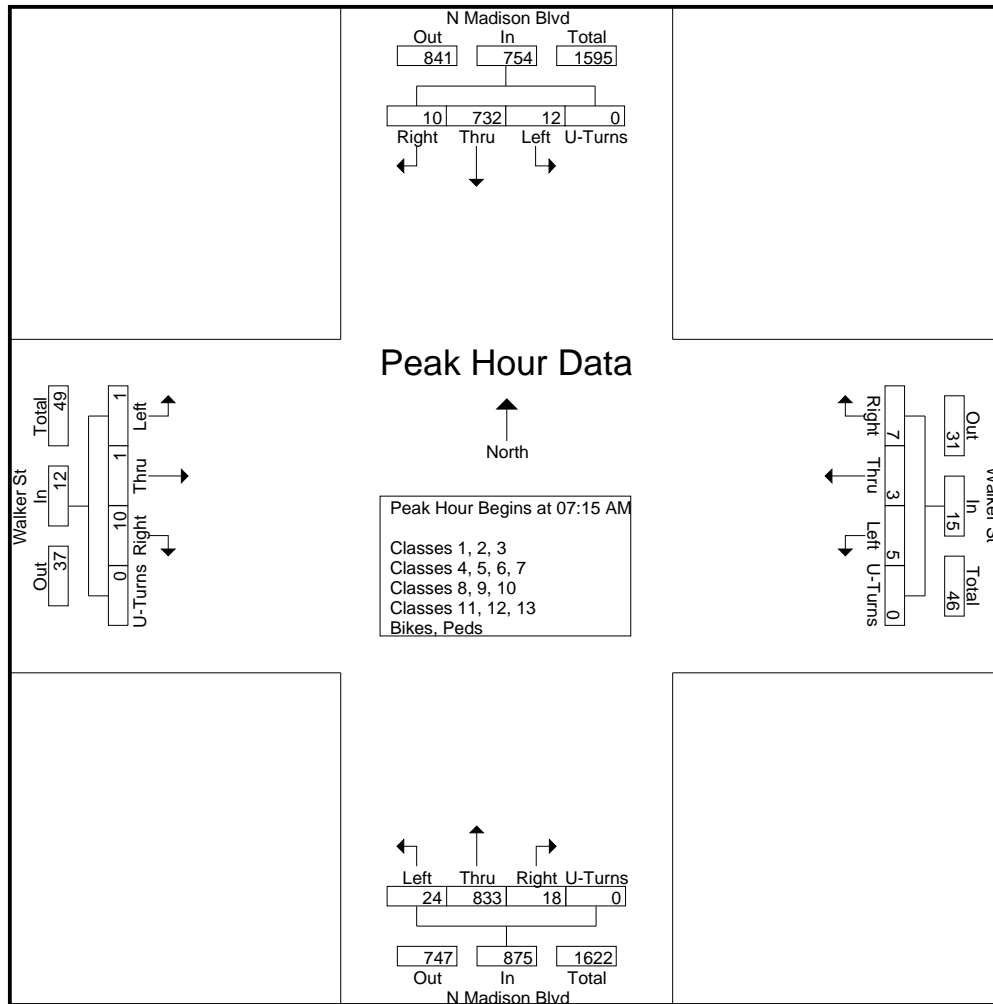 N Madison Blvd
Out In Total
841 754 1595
10 732 12 0
Right Thru Left U-Turns
Peak Hour Data
North
Peak Hour Begins at 07:15 AM
Classes 1, 2, 3
Classes 4, 5, 6, 7
Classes 8, 9, 10
Classes 11, 12, 13
Bikes, Peds
Walker St
Out In Total
37 12 49
0 10 1 1
U-Turns Right Thru Left
Walker St
Out In Total
31 15 46
7 3 5 0
Right Thru Left U-Turns
Left Thru Right U-Turns
24 833 18 0
747 875 1622
Out In Total
N Madison Blvd